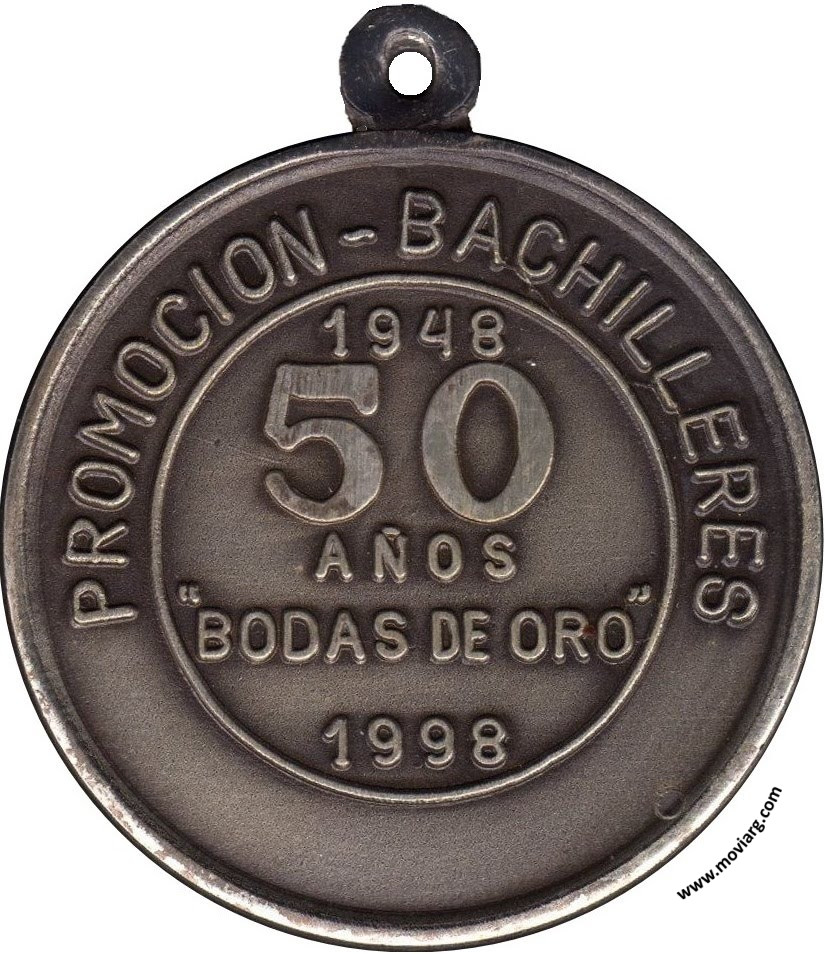 PROMOCION - BACHILLERES
1948
50
AÑOS
"BODAS DE ORO"
1998
www.moviarg.com